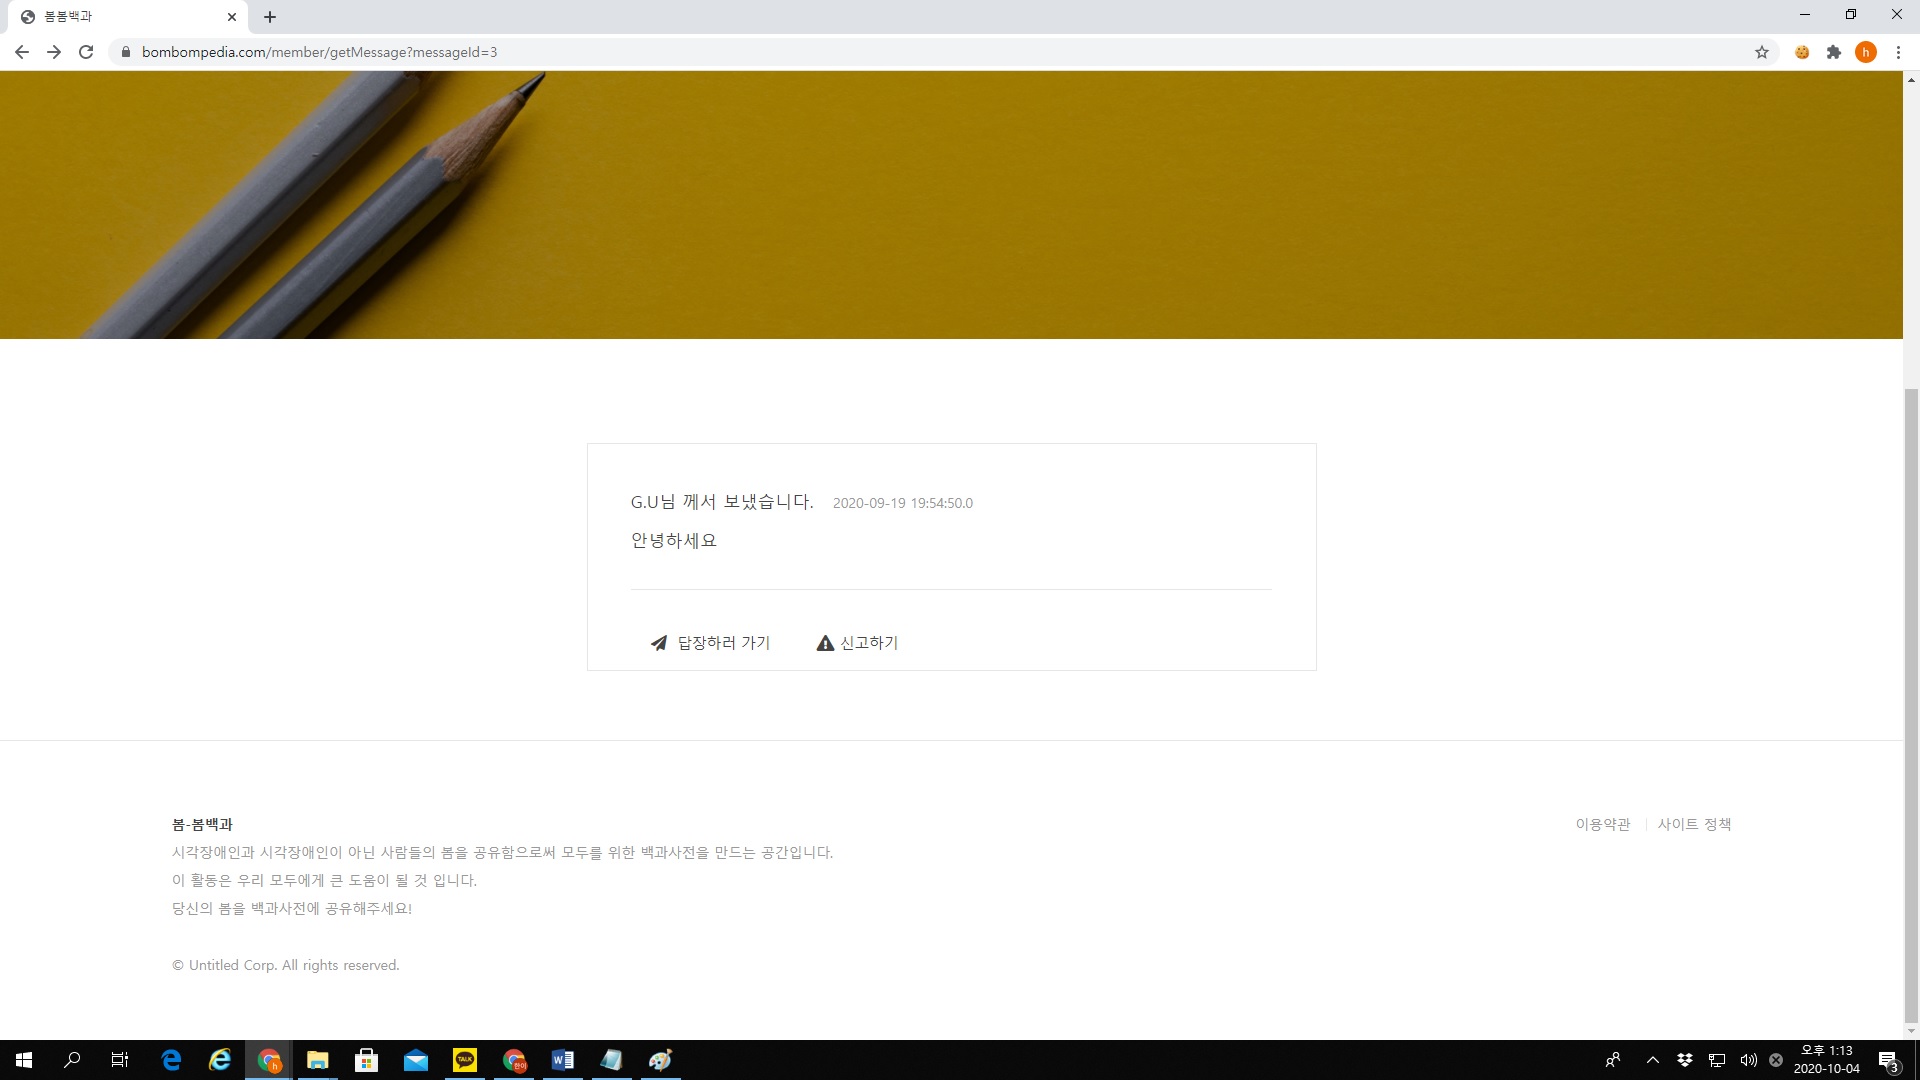 봄봄백과
bombompedia.com/member/getMessage?messageId=3
h
G.U님 께서 보냈습니다. 2020-09-19 19:54:50.0
안녕하세요
답장하러 가기 신고하기
봄-봄백과 이용약관 사이트 정책
시각장애인과 시각장애인이 아닌 사람들의 봄을 공유함으로써 모두를 위한 백과사전을 만드는 공간입니다.
이 활동은 우리 모두에게 큰 도움이 될 것 입니다.
당신의 봄을 백과사전에 공유해주세요!
© Untitled Corp. All rights reserved.
h TALK 한이 W 오후 1:13
2020-10-04 3